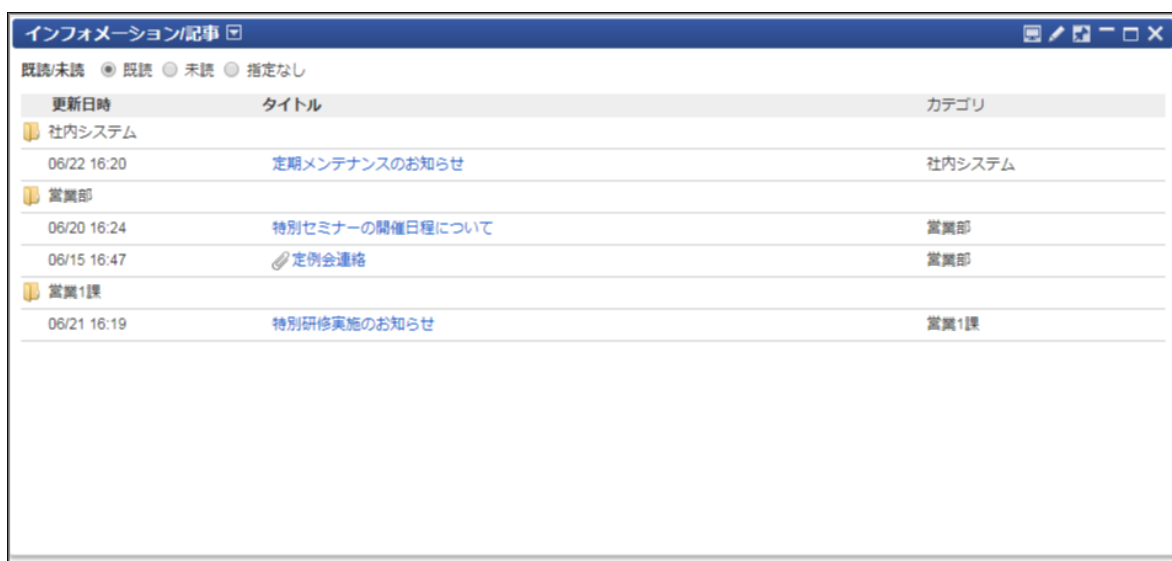 インフォメーション/記事
既読/未読 既読 未読 指定なし
更新日時 タイトル カテゴリ
社内システム
06/22 16:20 定期メンテナンスのお知らせ 社内システム
営業部
06/20 16:24 特別セミナーの開催日程について 営業部
06/15 16:47 定例会連絡 営業部
営業1課
06/21 16:19 特別研修実施のお知らせ 営業1課